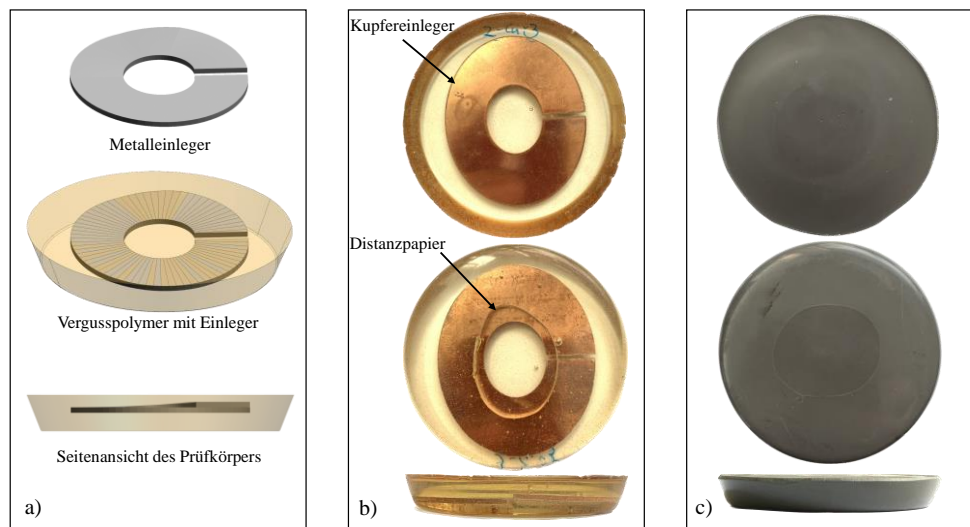 Metalleinleger
Vergusspolymer mit Einleger
Seitenansicht des Prüfkörpers
a)
Kupfereinleger
Distanzpapier
b)
c)